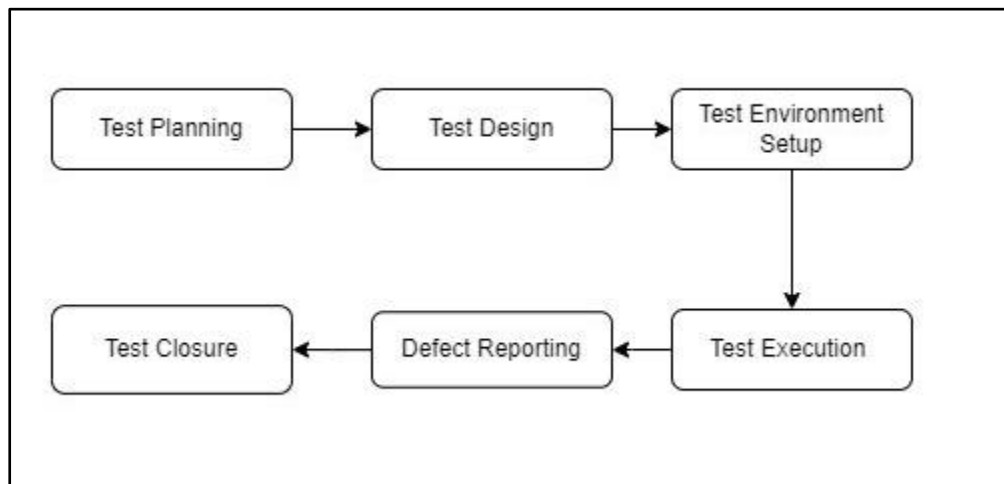 Test Planning
Test Design
Test Environment
Setup
Test Execution
Defect Reporting
Test Closure